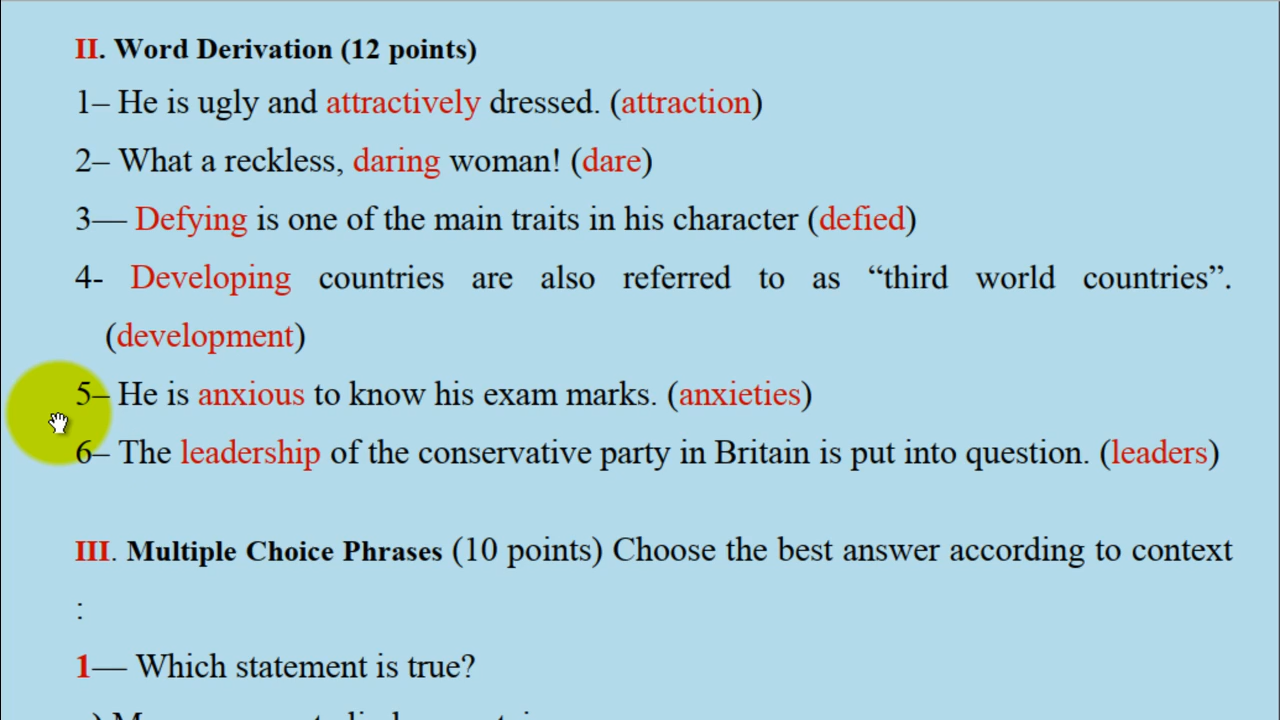 II. Word Derivation (12 points)
1– He is ugly and attractively dressed. (attraction)
2– What a reckless, daring woman! (dare)
3— Defying is one of the main traits in his character (defied)
4- Developing countries are also referred to as “third world countries”.
(development)
5– He is anxious to know his exam marks. (anxieties)
6– The leadership of the conservative party in Britain is put into question. (leaders)
III. Multiple Choice Phrases (10 points) Choose the best answer according to context
:
1— Which statement is true?